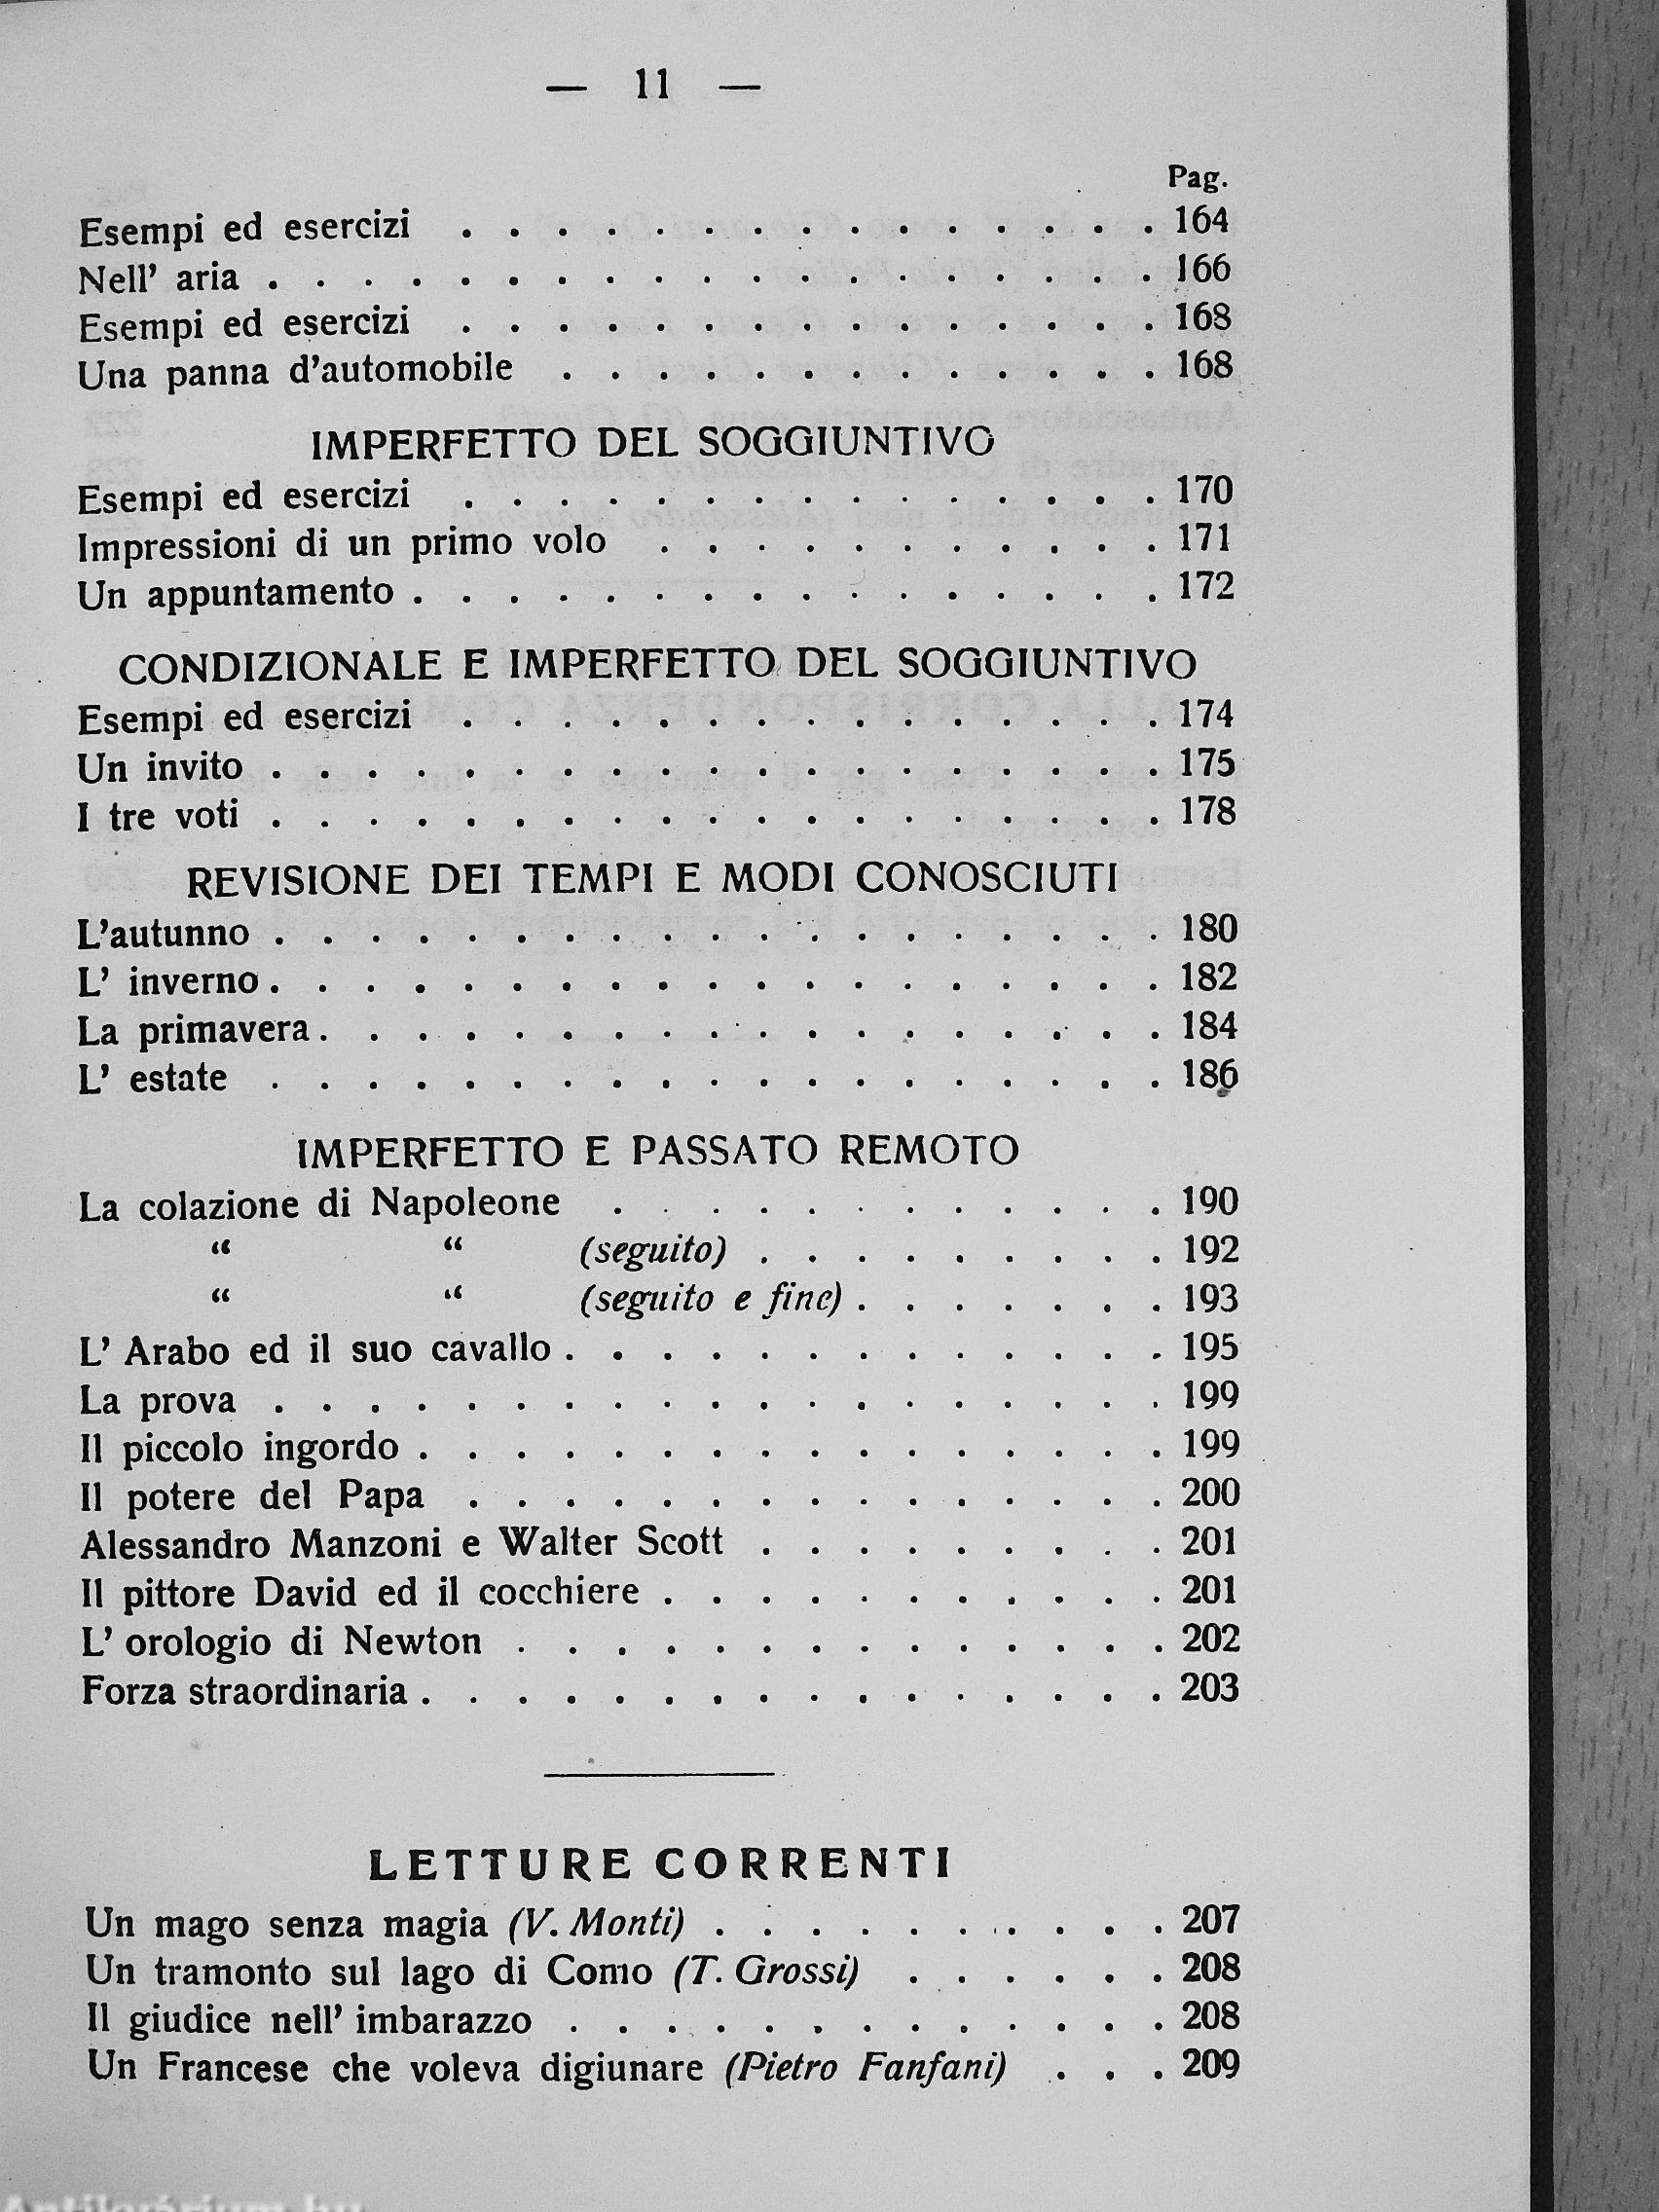 — 11 —
Pag.
Esempi ed esercizi . . . . . . . . . . . . . . . 164
Nell' aria . . . . . . . . . . . . . . . . . . . 166
Esempi ed esercizi . . . . . . . . . . . . . . . 168
Una panna d'automobile . . . . . . . . . . . . . 168
IMPERFETTO DEL SOGGIUNTIVO
Esempi ed esercizi . . . . . . . . . . . . . . . 170
Impressioni di un primo volo . . . . . . . . . . . 171
Un appuntamento . . . . . . . . . . . . . . . . 172
CONDIZIONALE E IMPERFETTO DEL SOGGIUNTIVO
Esempi ed esercizi . . . . . . . . . . . . . . . 174
Un invito . . . . . . . . . . . . . . . . . . . 175
I tre voti . . . . . . . . . . . . . . . . . . . 178
REVISIONE DEI TEMPI E MODI CONOSCIUTI
L'autunno . . . . . . . . . . . . . . . . . . . 180
L' inverno . . . . . . . . . . . . . . . . . . . 182
La primavera . . . . . . . . . . . . . . . . . . 184
L' estate . . . . . . . . . . . . . . . . . . . 186
IMPERFETTO E PASSATO REMOTO
La colazione di Napoleone . . . . . . . . . . . . 190
“ “ (seguito) . . . . . . . . . 192
“ “ (seguito e fine) . . . . . . . 193
L' Arabo ed il suo cavallo . . . . . . . . . . . . . 195
La prova . . . . . . . . . . . . . . . . . . . 199
Il piccolo ingordo . . . . . . . . . . . . . . . . 199
Il potere del Papa . . . . . . . . . . . . . . . 200
Alessandro Manzoni e Walter Scott . . . . . . . . . 201
Il pittore David ed il cocchiere . . . . . . . . . . . 201
L' orologio di Newton . . . . . . . . . . . . . . 202
Forza straordinaria . . . . . . . . . . . . . . . . 203
LETTURE CORRENTI
Un mago senza magia (V. Monti) . . . . . . . . . . 207
Un tramonto sul lago di Como (T. Grossi) . . . . . . 208
Il giudice nell' imbarazzo . . . . . . . . . . . . . 208
Un Francese che voleva digiunare (Pietro Fanfani) . . . 209